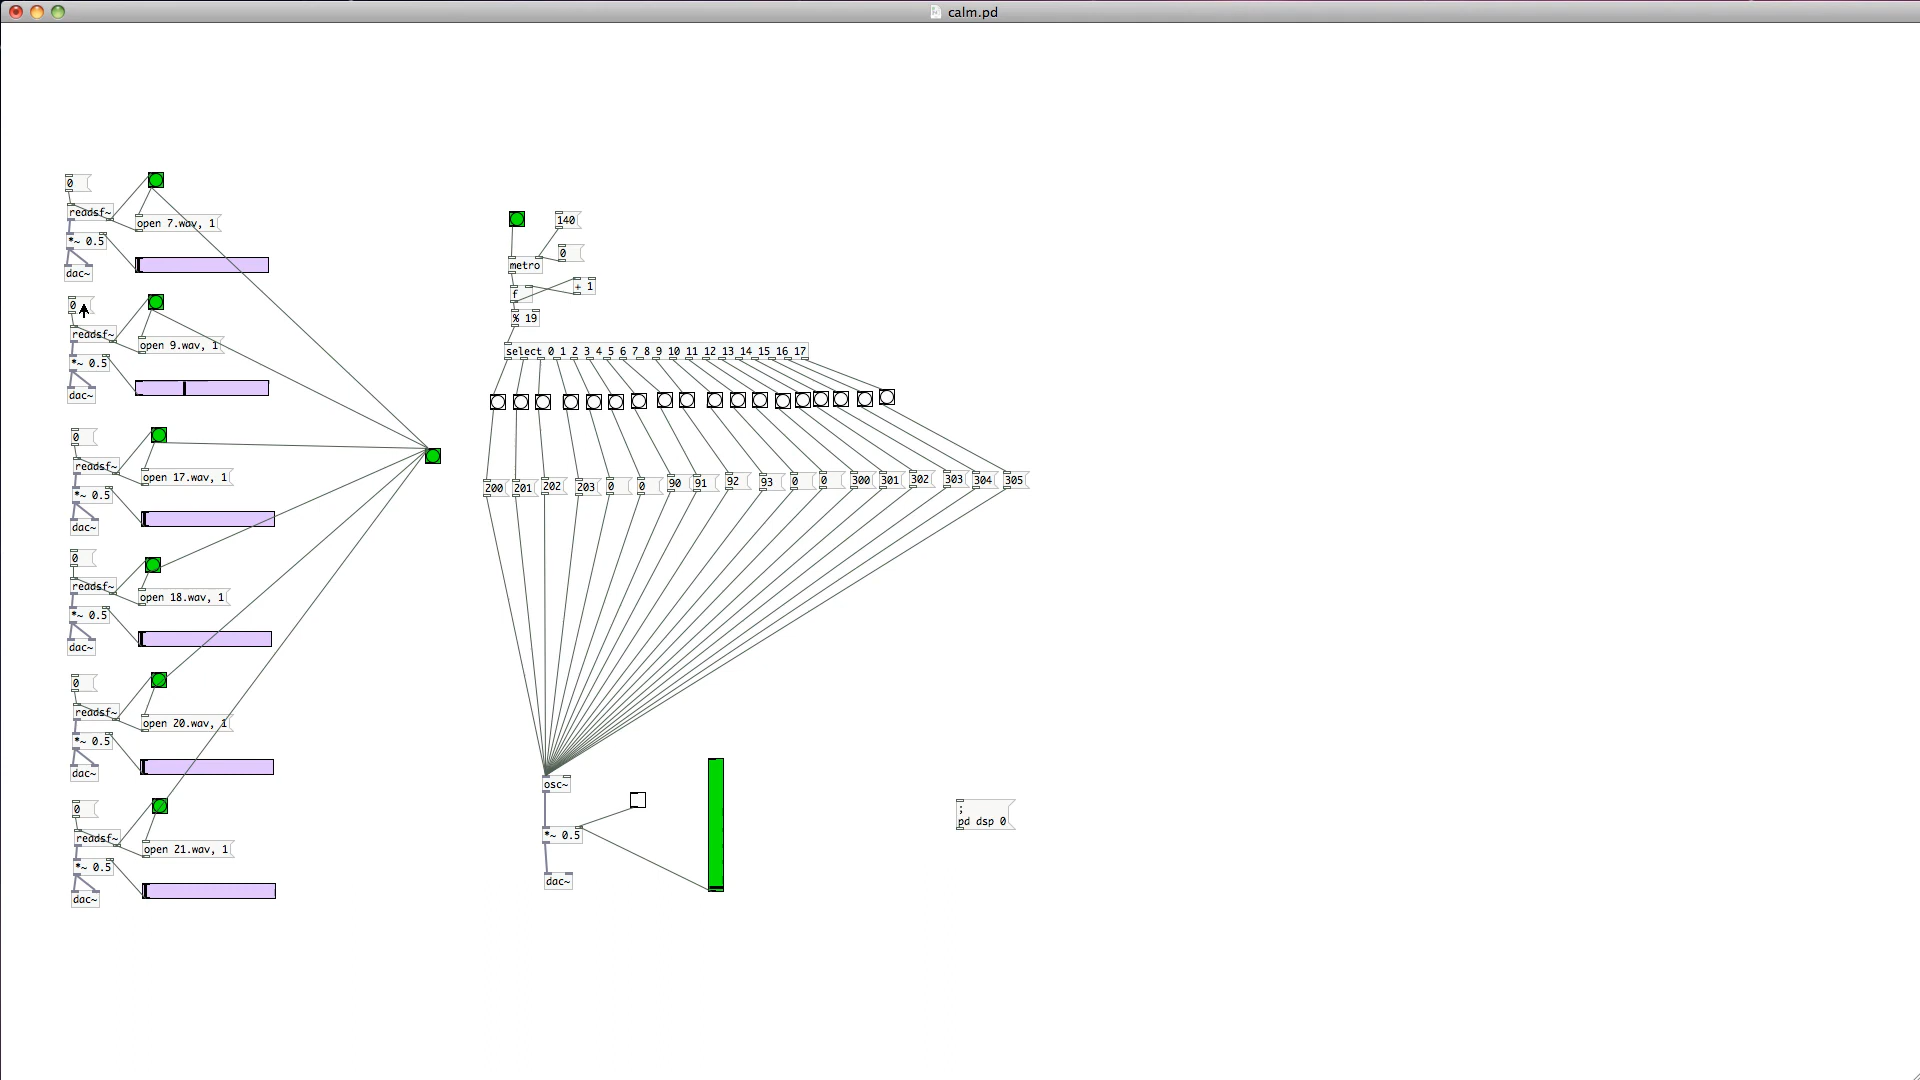 calm.pd
0
readsf~
open 7.wav, 1
*~ 0.5
dac~
0
readsf~
open 9.wav, 1
*~ 0.5
dac~
0
readsf~
open 17.wav, 1
*~ 0.5
dac~
0
readsf~
open 18.wav, 1
*~ 0.5
dac~
0
readsf~
open 20.wav, 1
*~ 0.5
dac~
0
readsf~
open 21.wav, 1
*~ 0.5
dac~
140
0
metro
+ 1
f
% 19
select 0 1 2 3 4 5 6 7 8 9 10 11 12 13 14 15 16 17
200 201 202 203 0 0 90 91 92 93 0 0 300 301 302 303 304 305
osc~
*~ 0.5
dac~
;
pd dsp 0